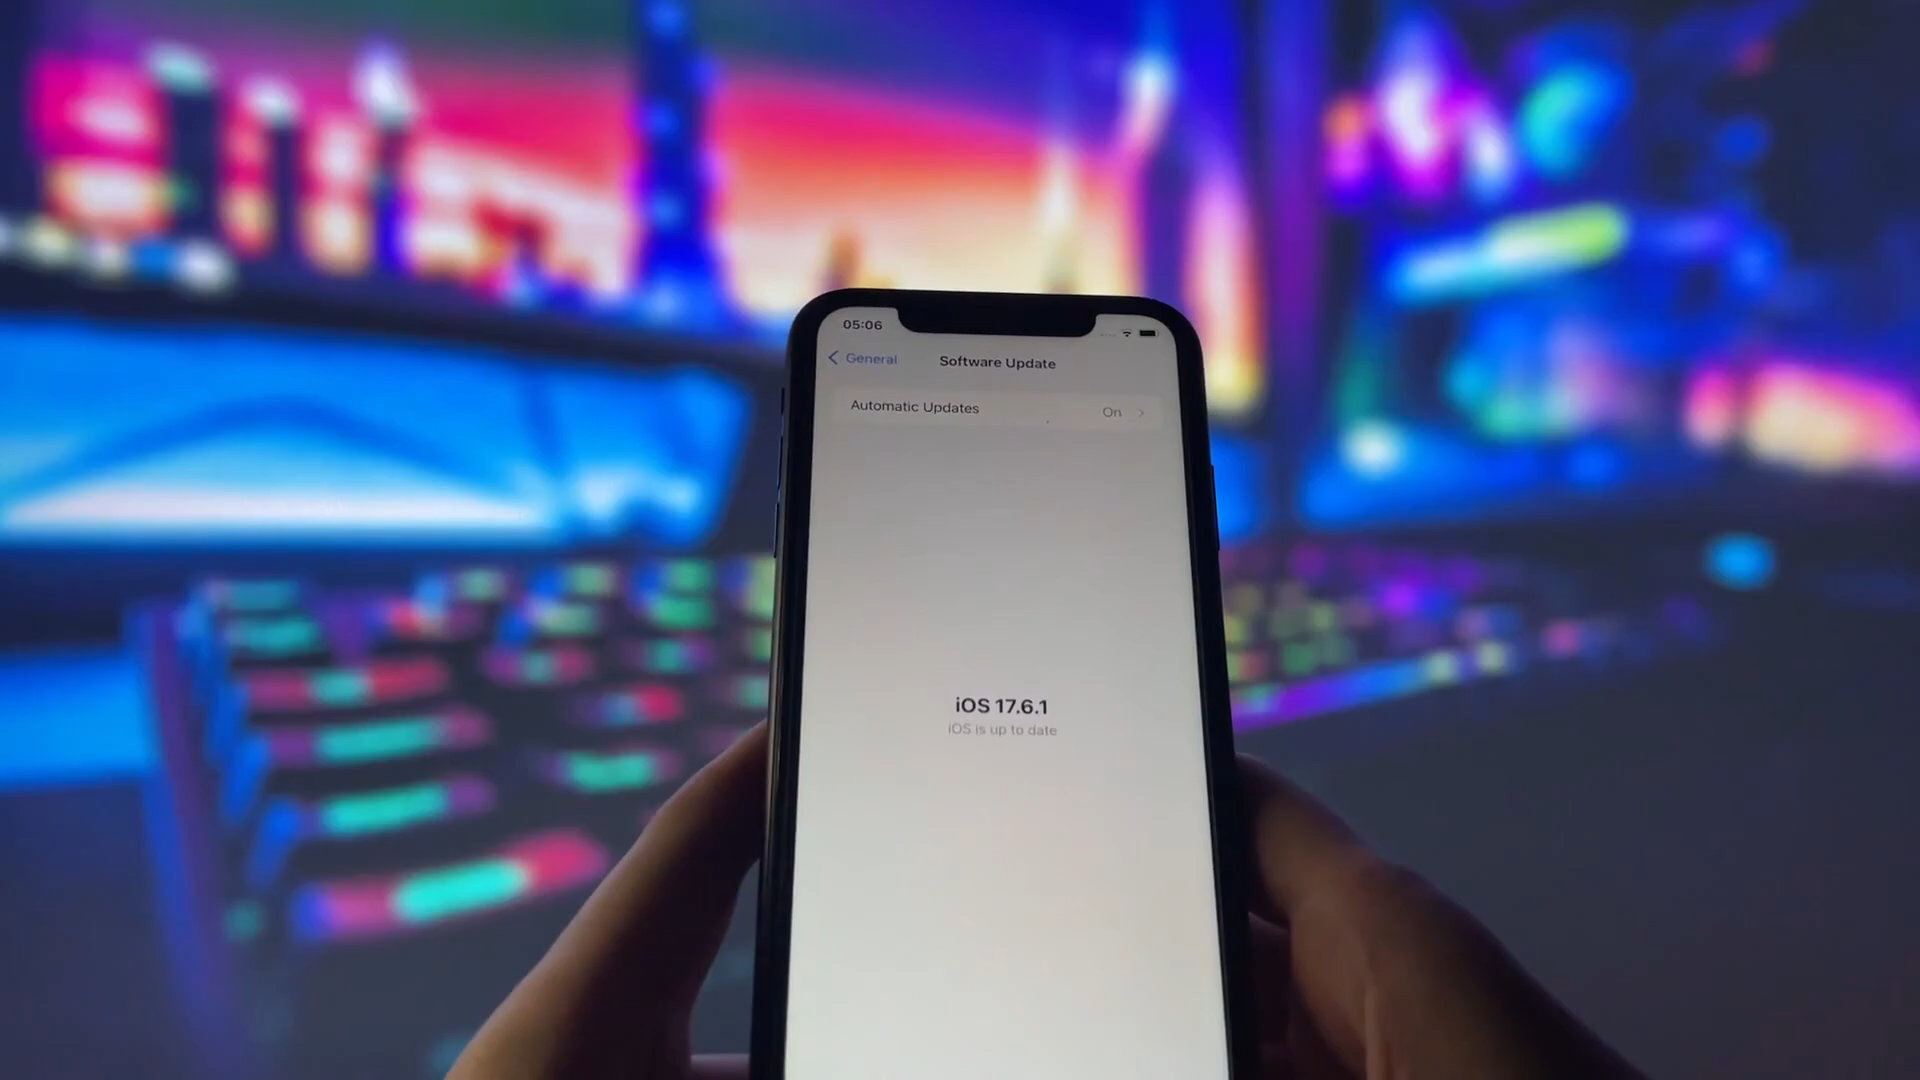 05:06
General
Software Update
Automatic Updates
On
iOS 17.6.1
iOS is up to date